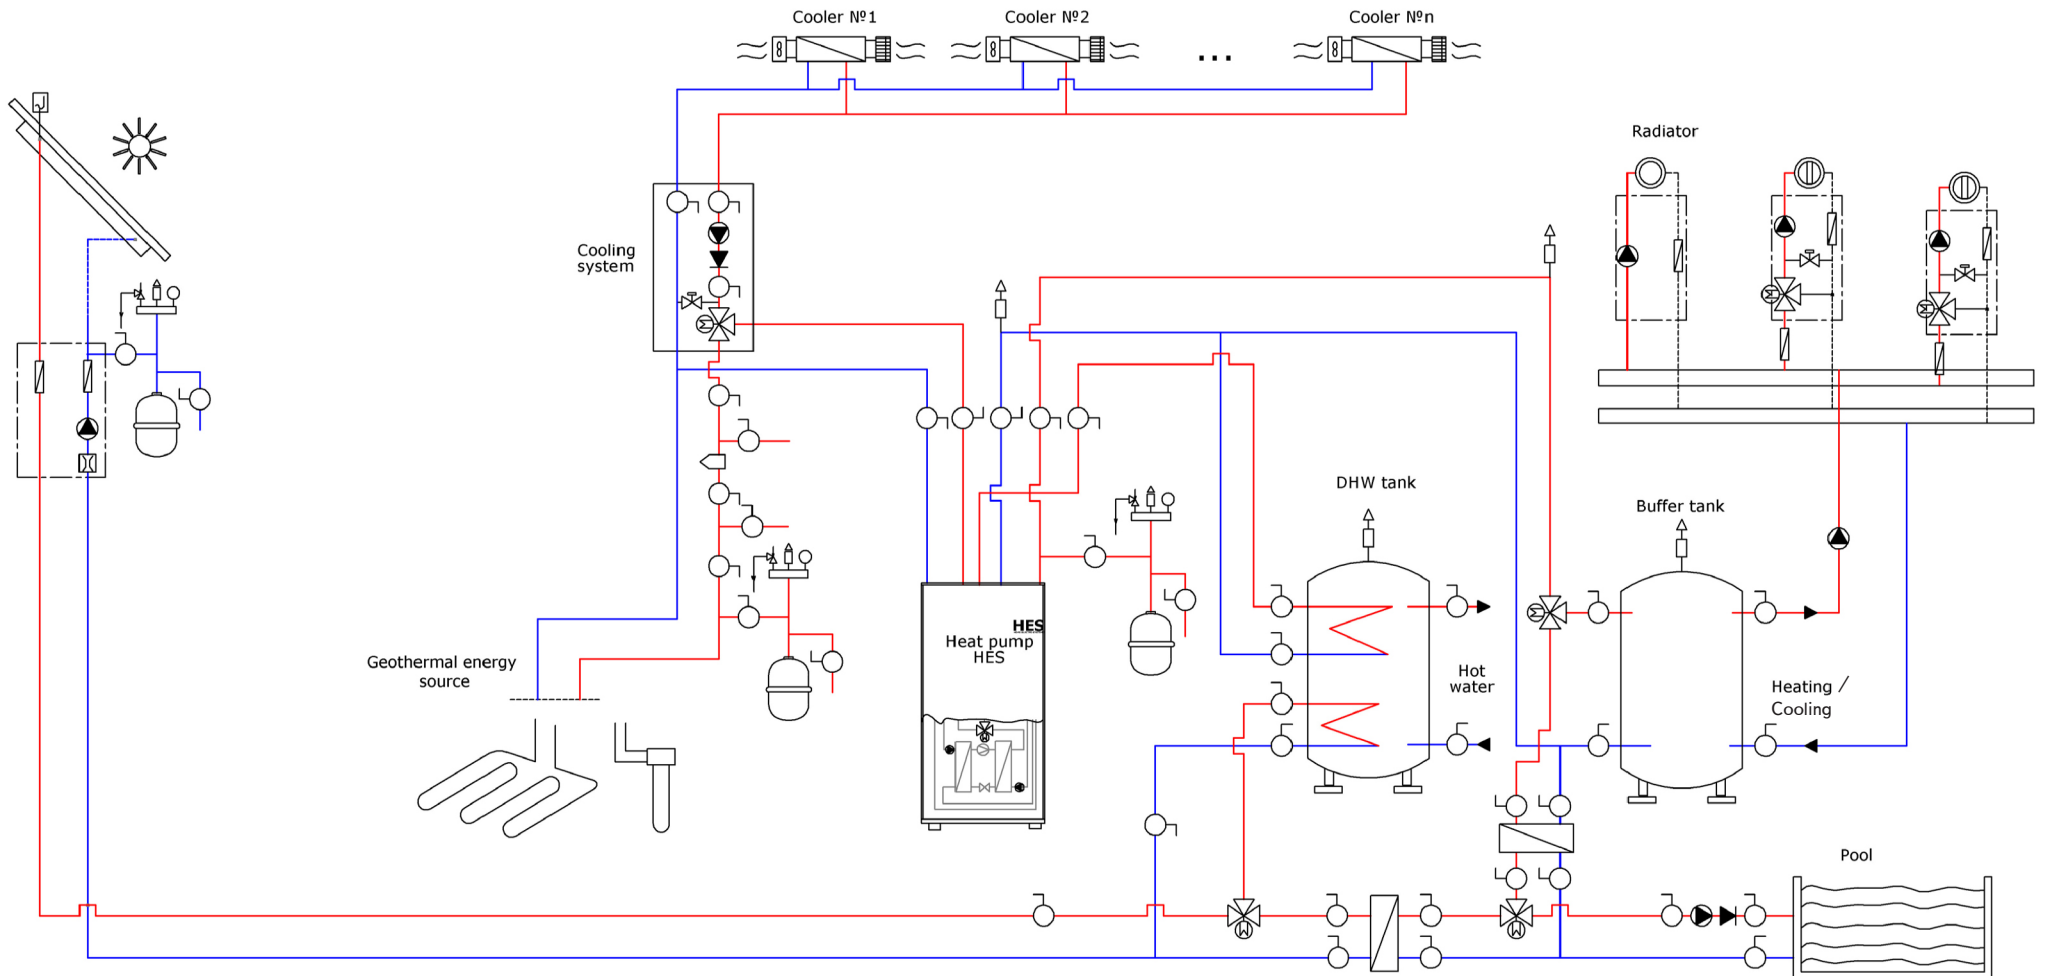 Cooler №1
Cooler №2
Cooler №n
...
Radiator
Cooling
system
DHW tank
Buffer tank
HES
Heat pump
HES
Geothermal energy
source
Hot
water
Heating /
Cooling
Pool